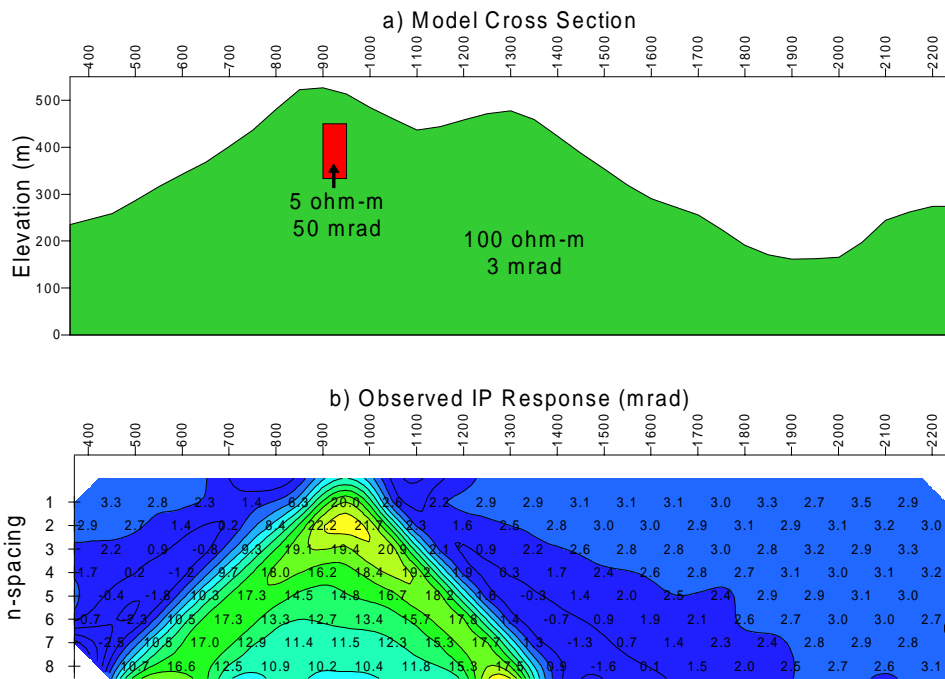 a) Model Cross Section
400 500 600 700 800 900 1000 1100 1200 1300 1400 1500 1600 1700 1800 1900 2000 2100 2200
Elevation (m)
500
400
300
200
100
0
5 ohm-m
50 mrad
100 ohm-m
3 mrad
b) Observed IP Response (mrad)
400 500 600 700 800 900 1000 1100 1200 1300 1400 1500 1600 1700 1800 1900 2000 2100 2200
n-spacing
1 3.3 2.8 2.3 1.4 6.3 20.0 2.6 2.2 2.9 2.9 3.1 3.1 3.1 3.0 3.3 2.7 3.5 2.9
2 2.9 2.7 1.4 0.2 8.4 22.2 21.7 2.3 1.6 2.5 2.8 3.0 3.0 2.9 3.1 2.9 3.1 3.2 3.0
3 2.2 0.9 -0.8 9.3 19.1 19.4 20.9 2.1 0.9 2.2 2.6 2.8 2.8 3.0 2.8 3.2 2.9 3.3
4 1.7 0.2 -1.2 9.7 18.0 16.2 18.4 19.2 1.9 0.3 1.7 2.4 2.6 2.8 2.7 3.1 3.0 3.1 3.2
5 -0.4 -1.8 10.3 17.3 14.5 14.8 16.7 18.2 1.6 -0.3 1.4 2.0 2.5 2.4 2.9 2.9 3.1 3.0
6 -0.7 -2.3 10.5 17.3 13.3 12.7 13.4 15.7 17.8 1.4 -0.7 0.9 1.9 2.1 2.6 2.7 3.0 3.0 2.7
7 -2.5 10.5 17.0 12.9 11.4 11.5 12.3 15.3 17.7 1.3 -1.3 0.7 1.4 2.3 2.4 2.8 2.9 2.8
8 10.7 16.6 12.5 10.9 10.2 10.4 11.8 15.3 17.5 0.9 -1.6 0.1 1.5 2.0 2.5 2.7 2.6 3.1